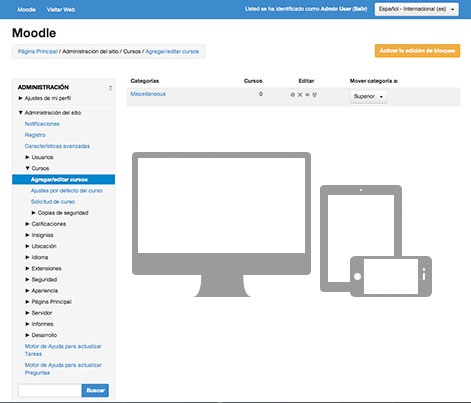 Moodle Visitar Web Usted se ha identificado como Admin User (Salir) Español - Internacional (es)
Moodle
Página Principal / Administración del sitio / Cursos / Agregar/editar cursos
Activar la edición de bloques
ADMINISTRACIÓN
Ajustes de mi perfil
Administración del sitio
Notificaciones
Registro
Características avanzadas
Usuarios
Cursos
Agregar/editar cursos
Ajustes por defecto del curso
Solicitud de curso
Copias de seguridad
Calificaciones
Insignias
Ubicación
Idioma
Extensiones
Seguridad
Apariencia
Página Principal
Servidor
Informes
Desarrollo
Motor de Ayuda para actualizar
Tareas
Motor de Ayuda para actualizar
Preguntas
Buscar
Categorías Cursos Editar Mover categoría a:
Miscellaneous 0 Superior